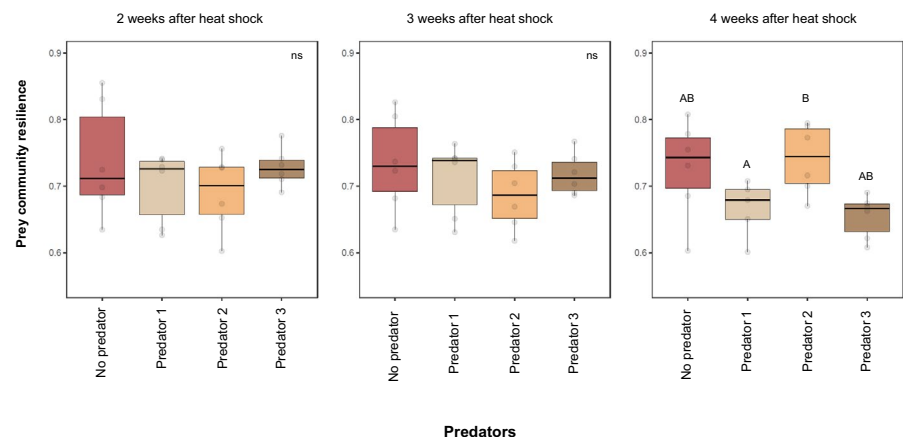 2 weeks after heat shock
3 weeks after heat shock
4 weeks after heat shock
Prey community resilience
0.9
0.8
0.7
0.6
ns
No predator
Predator 1
Predator 2
Predator 3
0.9
0.8
0.7
0.6
ns
No predator
Predator 1
Predator 2
Predator 3
0.9
0.8
0.7
0.6
AB
A
B
AB
No predator
Predator 1
Predator 2
Predator 3
Predators